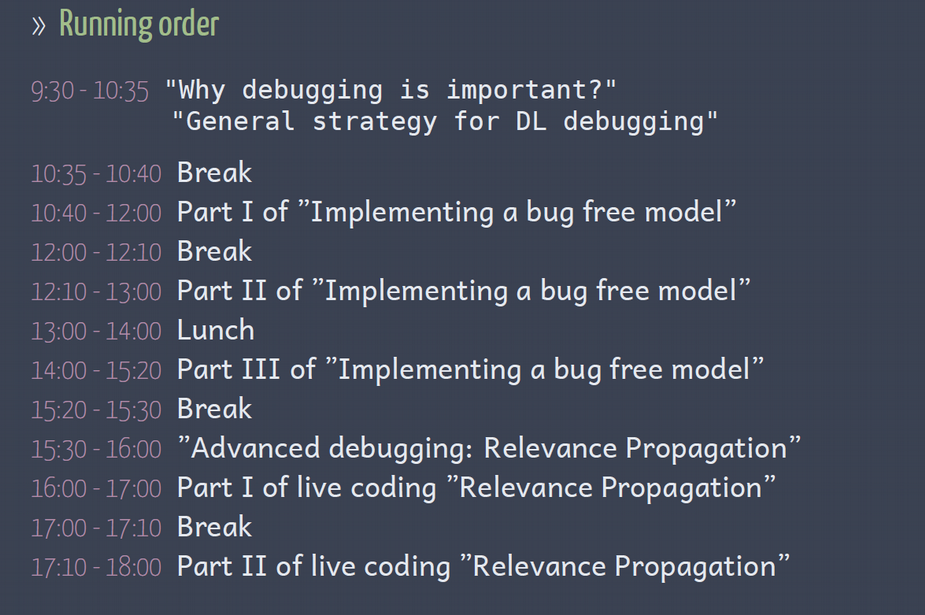 » Running order
9:30 - 10:35 "Why debugging is important?"
"General strategy for DL debugging"
10:35 - 10:40 Break
10:40 - 12:00 Part I of ”Implementing a bug free model”
12:00 - 12:10 Break
12:10 - 13:00 Part II of ”Implementing a bug free model”
13:00 - 14:00 Lunch
14:00 - 15:20 Part III of ”Implementing a bug free model”
15:20 - 15:30 Break
15:30 - 16:00 ”Advanced debugging: Relevance Propagation”
16:00 - 17:00 Part I of live coding ”Relevance Propagation”
17:00 - 17:10 Break
17:10 - 18:00 Part II of live coding ”Relevance Propagation”